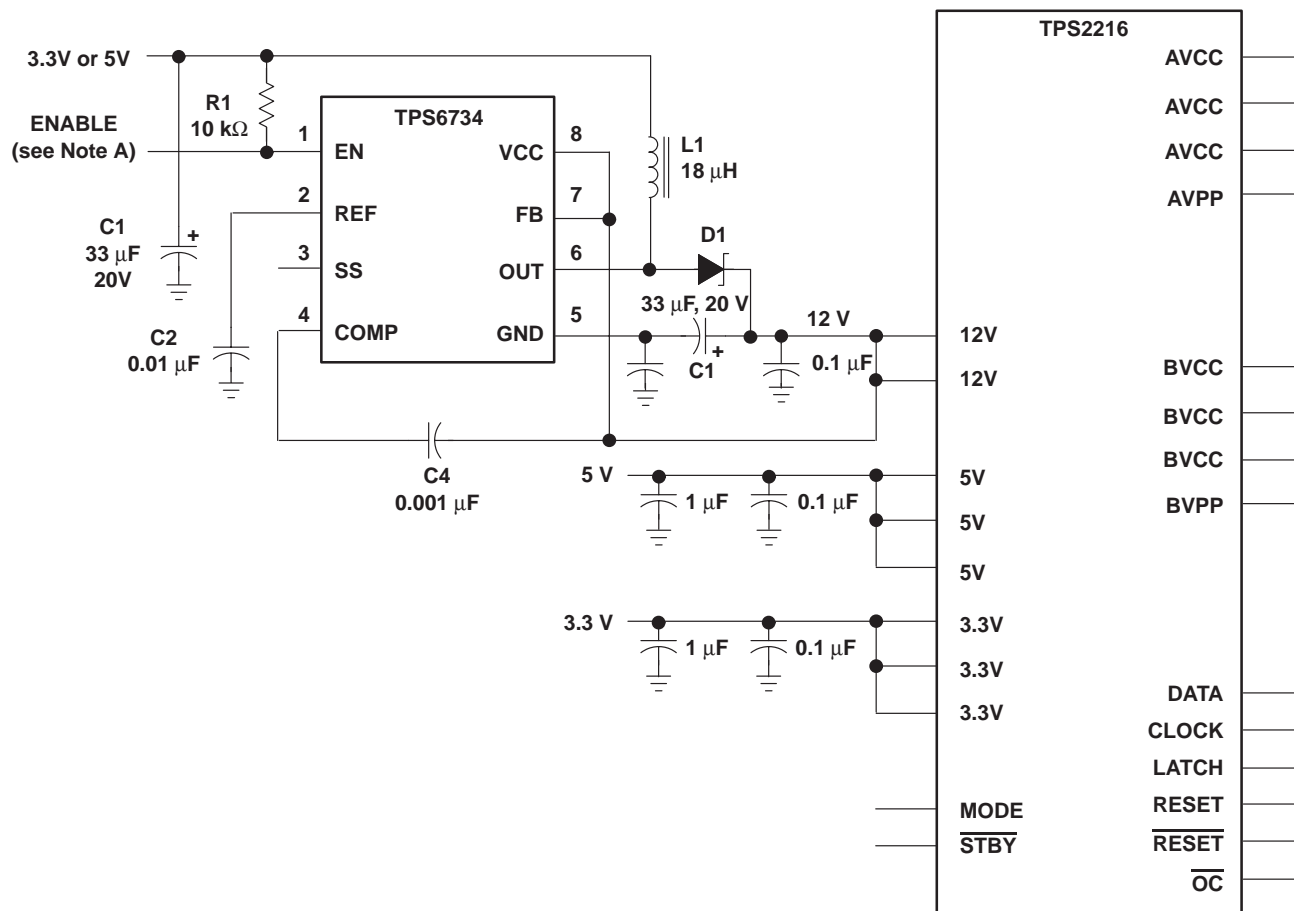 TPS2216
3.3V or 5V
AVCC
R1
10 kΩ
AVCC
ENABLE
(see Note A)
TPS6734
1
8
L1
18 μH
EN
VCC
AVCC
2
7
AVPP
REF
FB
C1
33 μF
20V
+
D1
3
6
SS
OUT
33 μF, 20 V
4
5
12 V
COMP
GND
12V
C2
0.01 μF
+
C1
0.1 μF
12V
BVCC
BVCC
C4
0.001 μF
5 V
5V
BVCC
1 μF
0.1 μF
BVPP
5V
5V
3.3 V
3.3V
1 μF
0.1 μF
3.3V
3.3V
DATA
CLOCK
LATCH
MODE
RESET
STBY
RESET
OC